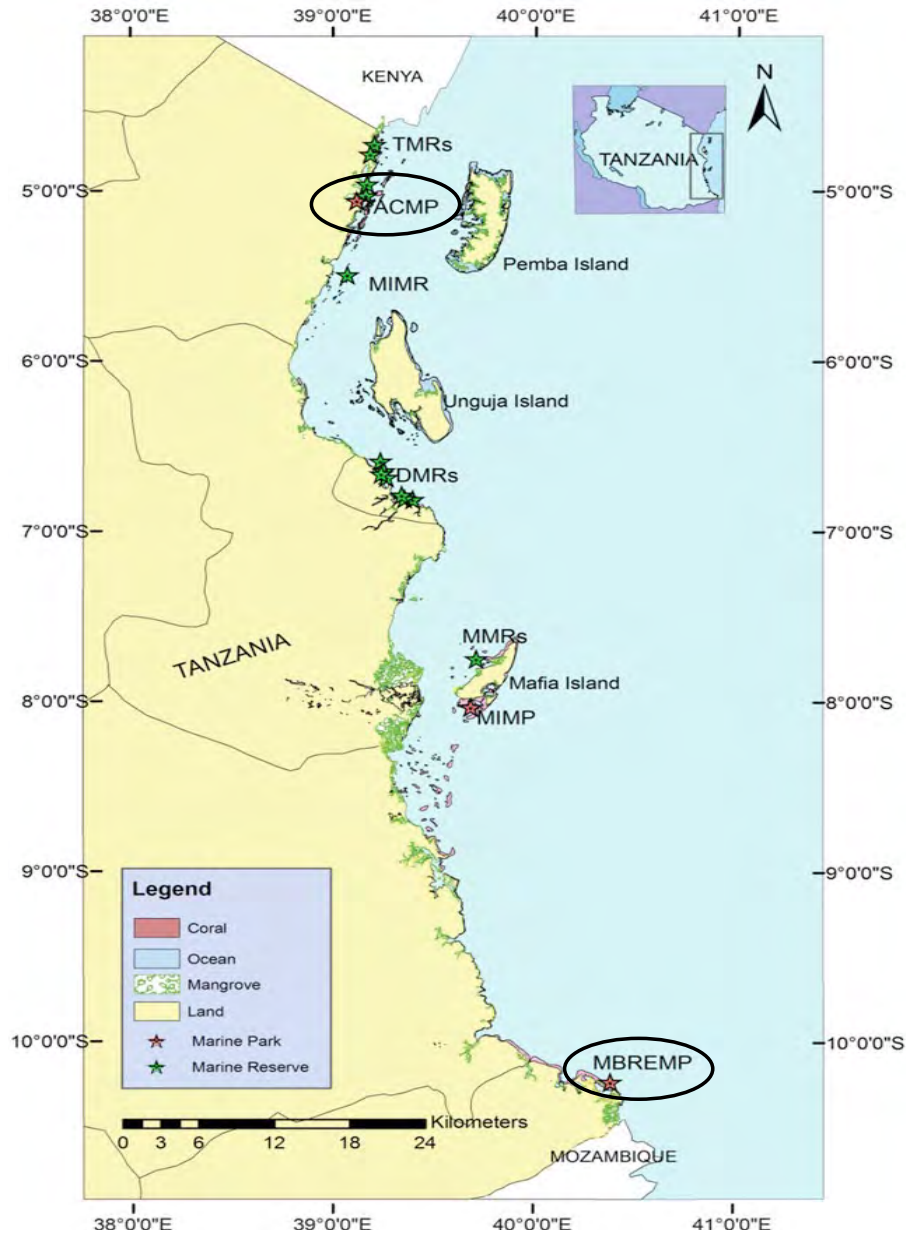 38°0'0"E 39°0'0"E 40°0'0"E 41°0'0"E
KENYA
N
TMRs
TANZANIA
5°0'0"S
ACMP
5°0'0"S
Pemba Island
MIMR
6°0'0"S
6°0'0"S
Unguja Island
DMRs
7°0'0"S
7°0'0"S
MMRs
TANZANIA
Mafia Island
8°0'0"S
8°0'0"S
MIMP
9°0'0"S
9°0'0"S
Legend
Coral
Ocean
Mangrove
Land
Marine Park
Marine Reserve
10°0'0"S
10°0'0"S
MBREMP
Kilometers
0 3 6 12 18 24
MOZAMBIQUE
38°0'0"E 39°0'0"E 40°0'0"E 41°0'0"E